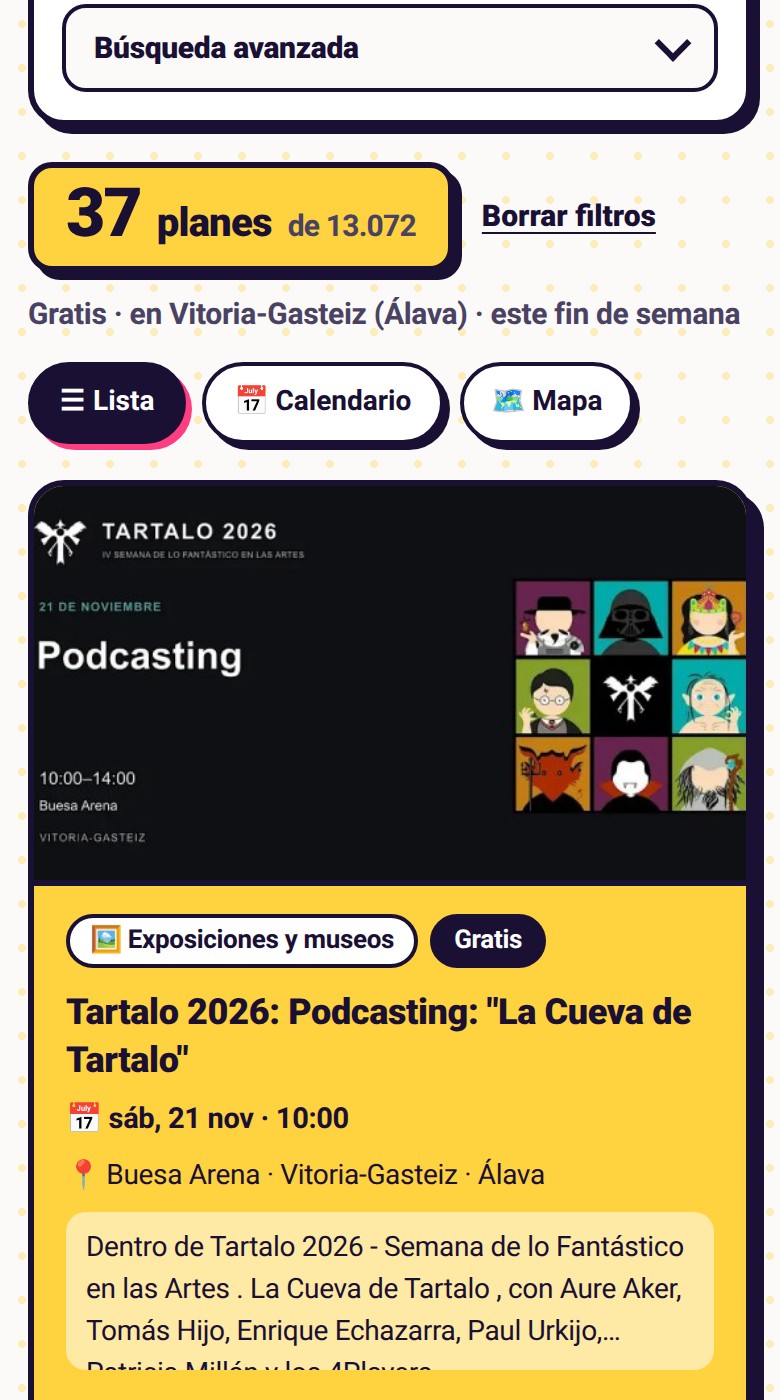 Búsqueda avanzada
37 planes de 13.072
Borrar filtros
Gratis · en Vitoria-Gasteiz (Álava) · este fin de semana
☰ Lista
📅 Calendario
🗺️ Mapa
TARTALO 2026
IV SEMANA DE LO FANTÁSTICO EN LAS ARTES
21 DE NOVIEMBRE
Podcasting
10:00–14:00
Buesa Arena
VITORIA-GASTEIZ
🖼️ Exposiciones y museos
Gratis
Tartalo 2026: Podcasting: "La Cueva de
Tartalo"
📅 sáb, 21 nov · 10:00
📍 Buesa Arena · Vitoria-Gasteiz · Álava
Dentro de Tartalo 2026 - Semana de lo Fantástico
en las Artes . La Cueva de Tartalo , con Aure Aker,
Tomás Hijo, Enrique Echazarra, Paul Urkijo,...
Patricia Millán y los 4Players